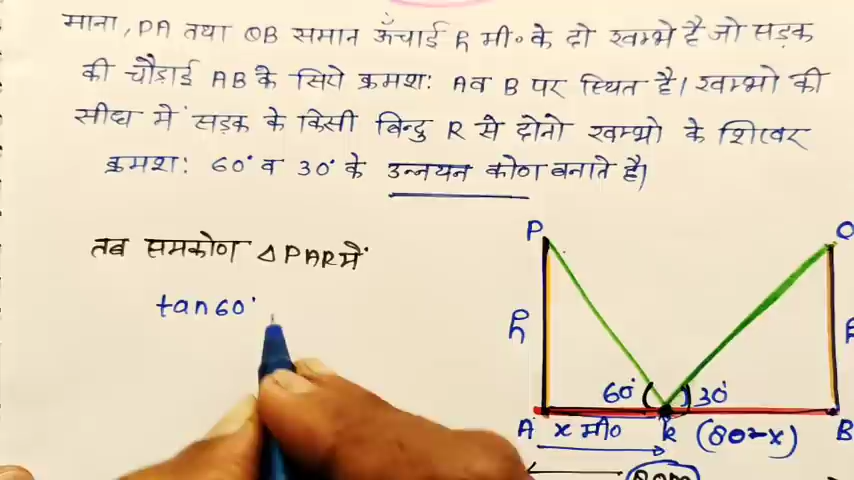 माना, PA तथा QB समान ऊँचाई h मी० के दो खम्भे है जो सड़क
की चौड़ाई AB के सिरो क्रमश: A व B पर स्थित है। खम्भो की
सीध में सड़क के किसी बिन्दु R से दोनो खम्भो के शिखर
क्रमश: 60° व 30° के उन्नयन कोण बनाते है।
तब समकोण △PAR में
tan60°
P Q
h h
60° 30°
A x मी० R (80-x) B